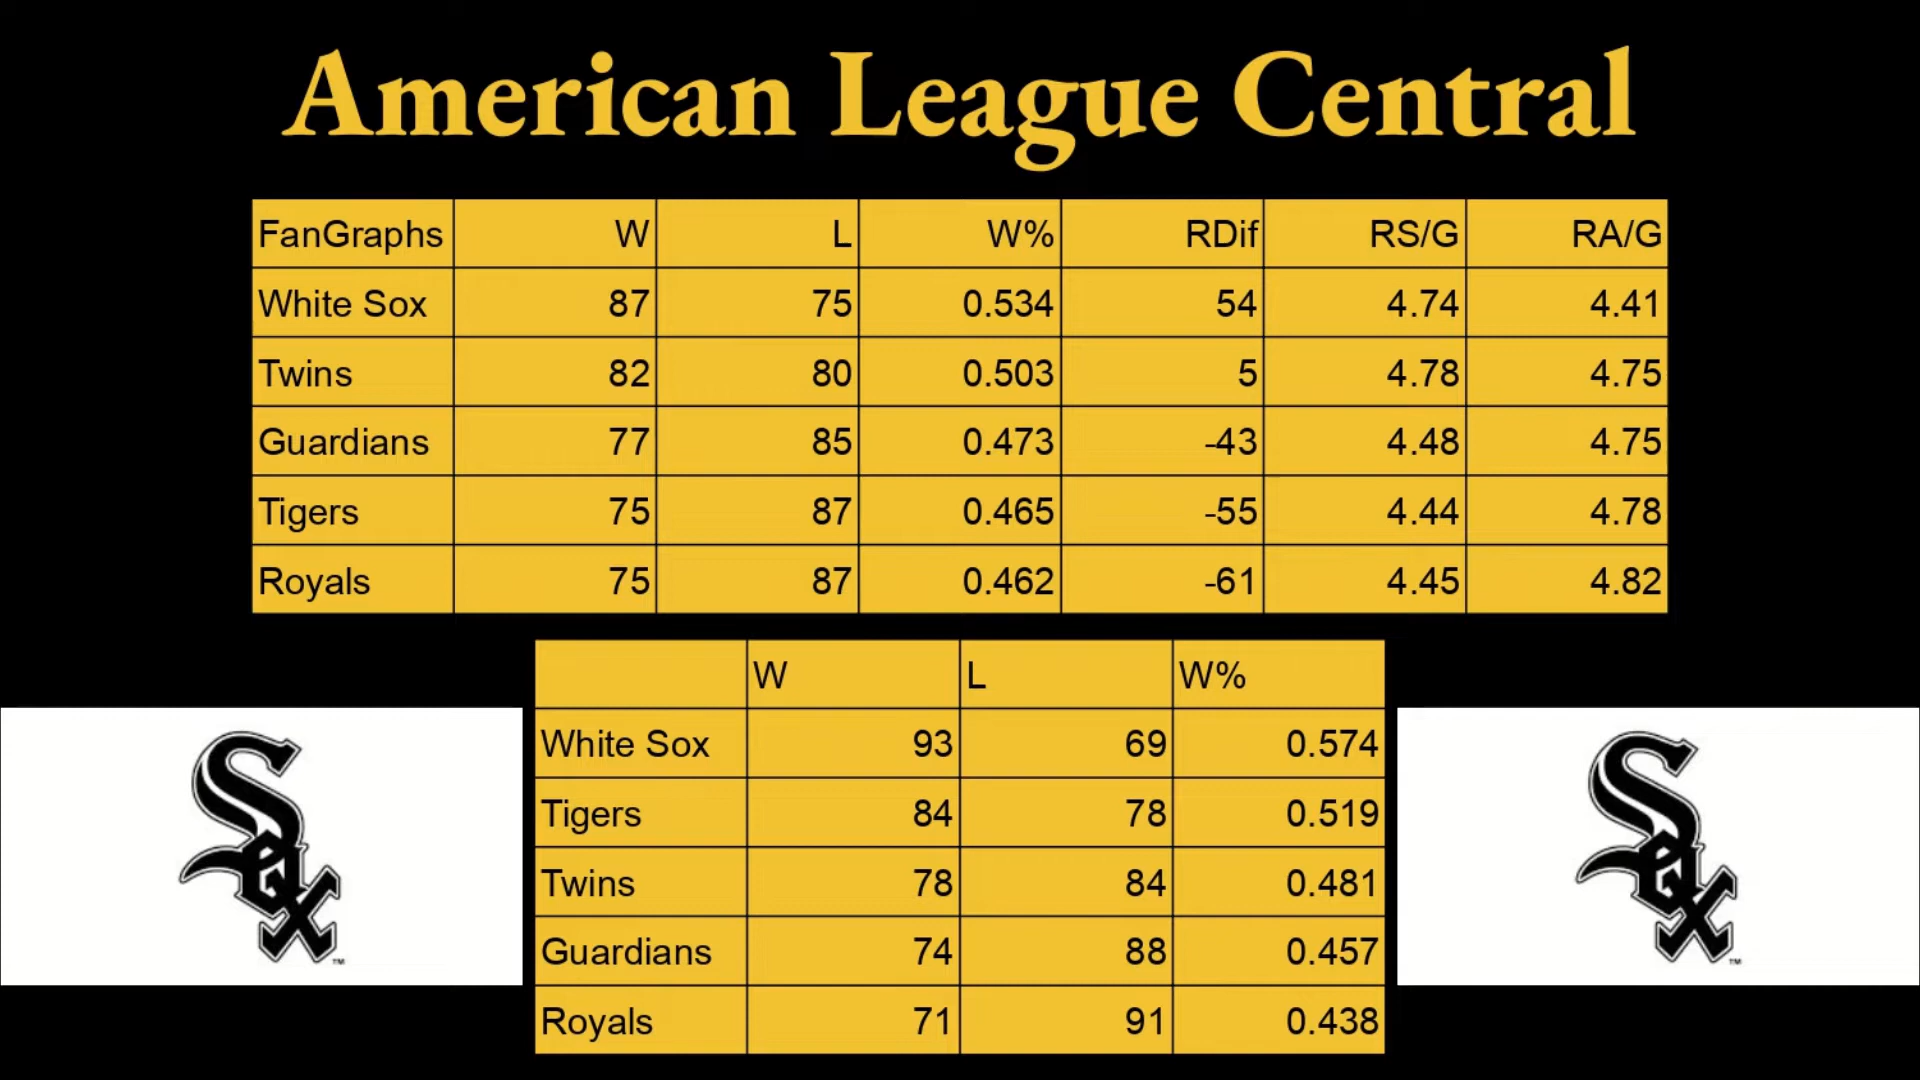 American League Central
FanGraphs W L W% RDif RS/G RA/G
White Sox 87 75 0.534 54 4.74 4.41
Twins 82 80 0.503 5 4.78 4.75
Guardians 77 85 0.473 -43 4.48 4.75
Tigers 75 87 0.465 -55 4.44 4.78
Royals 75 87 0.462 -61 4.45 4.82
W L W%
White Sox 93 69 0.574
Tigers 84 78 0.519
Twins 78 84 0.481
Guardians 74 88 0.457
Royals 71 91 0.438
Sox ™
Sox ™